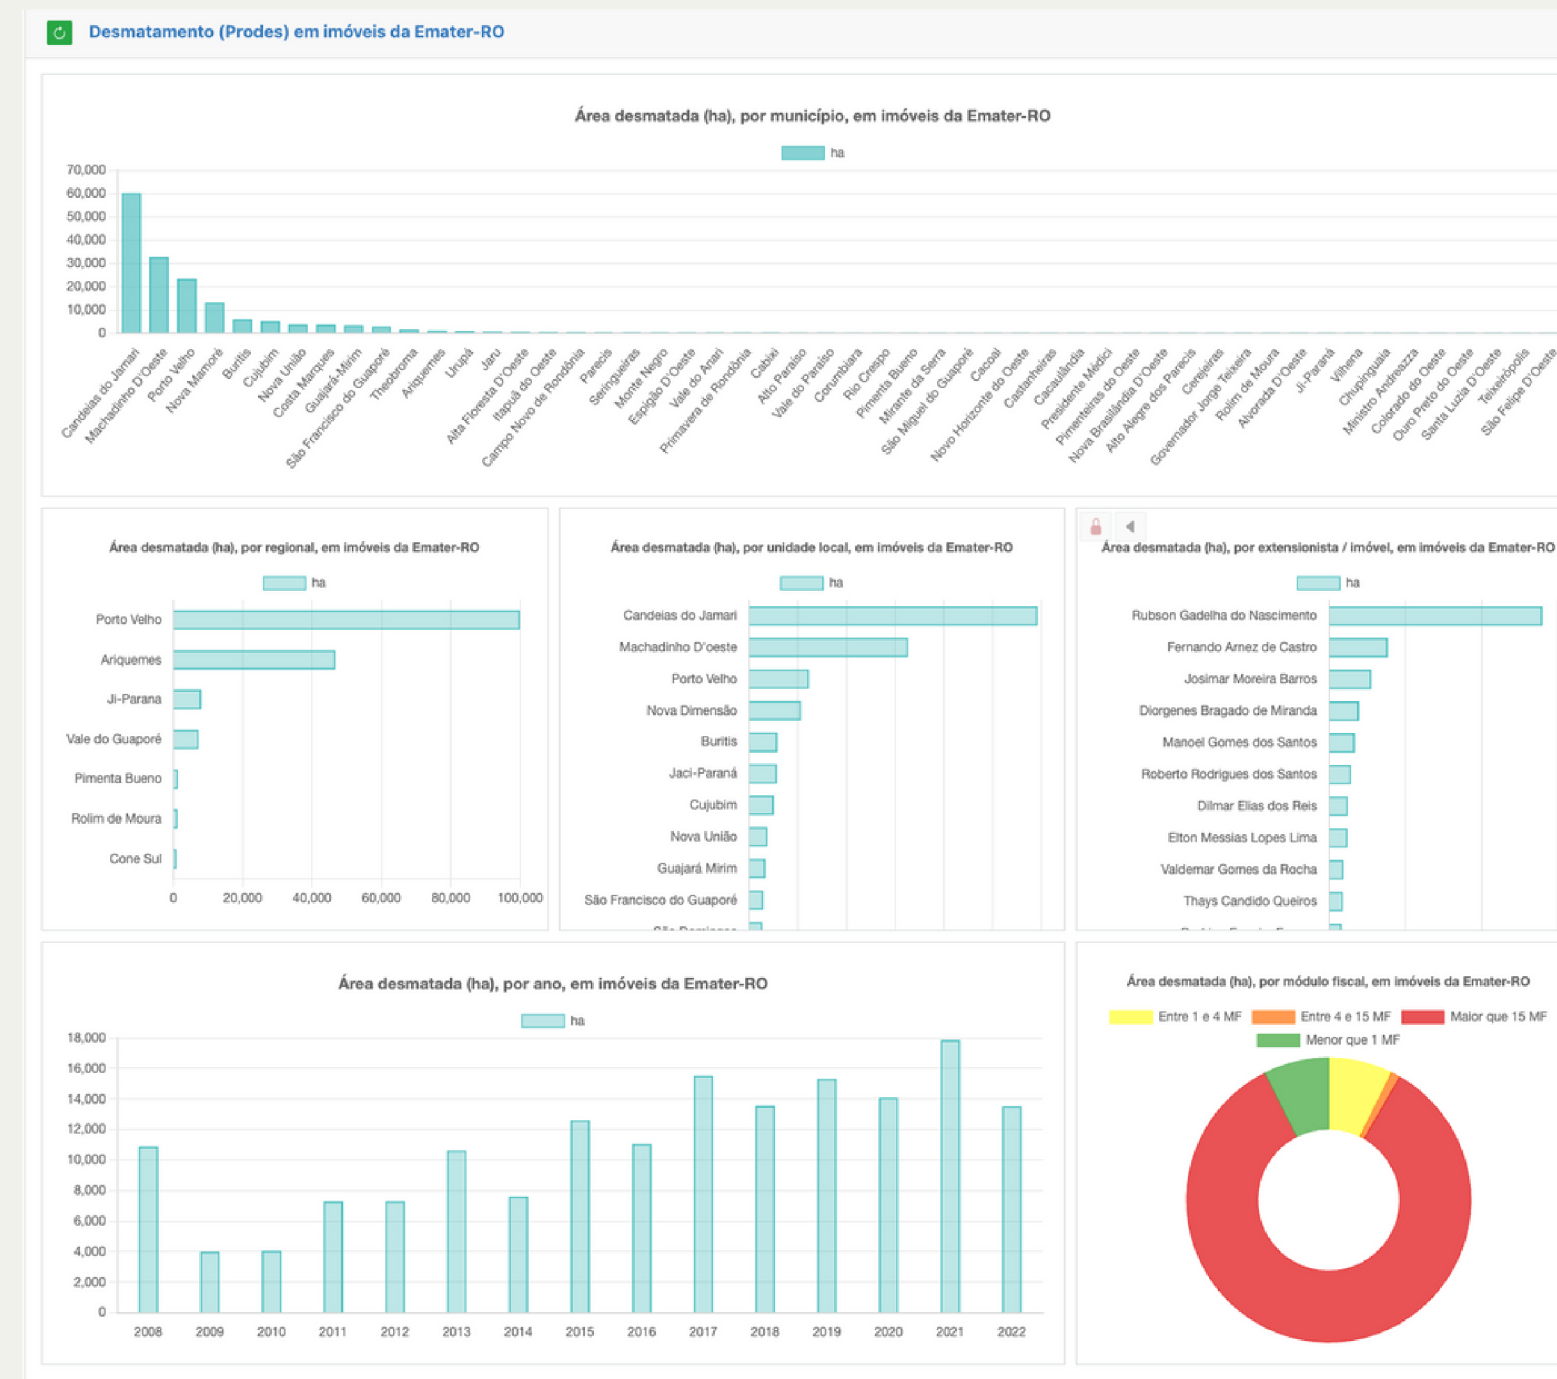 Desmatamento (Prodes) em imóveis da Emater-RO
Área desmatada (ha), por município, em imóveis da Emater-RO
ha
70,000
60,000
50,000
40,000
30,000
20,000
10,000
0
Candeias do Jamari
Machadinho D'Oeste
Porto Velho
Nova Mamoré
Buritis
Cujubim
Nova União
Costa Marques
Guajará-Mirim
São Francisco do Guaporé
Theobroma
Ariquemes
Urupá
Jaru
Alta Floresta D'Oeste
Itapuã do Oeste
Campo Novo de Rondônia
Parecis
Seringueiras
Monte Negro
Espigão D'Oeste
Vale do Anari
Primavera de Rondônia
Cabixi
Alto Paraíso
Vale do Paraíso
Corumbiara
Rio Crespo
Pimenta Bueno
Mirante da Serra
São Miguel do Guaporé
Cacoal
Novo Horizonte do Oeste
Castanheiras
Cacaulândia
Presidente Médici
Pimenteiras do Oeste
Nova Brasilândia D'Oeste
Alto Alegre dos Parecis
Cerejeiras
Governador Jorge Teixeira
Rolim de Moura
Alvorada D'Oeste
Ji-Paraná
Vilhena
Chupinguaia
Ministro Andreazza
Colorado do Oeste
Ouro Preto do Oeste
Santa Luzia D'Oeste
Teixeirópolis
São Felipe D'Oeste
Área desmatada (ha), por regional, em imóveis da Emater-RO
ha
Porto Velho
Ariquemes
Ji-Parana
Vale do Guaporé
Pimenta Bueno
Rolim de Moura
Cone Sul
0 20,000 40,000 60,000 80,000 100,000
Área desmatada (ha), por unidade local, em imóveis da Emater-RO
ha
Candeias do Jamari
Machadinho D'oeste
Porto Velho
Nova Dimensão
Buritis
Jaci-Paraná
Cujubim
Nova União
Guajará Mirim
São Francisco do Guaporé
Área desmatada (ha), por extensionista / imóvel, em imóveis da Emater-RO
ha
Rubson Gadelha do Nascimento
Fernando Arnez de Castro
Josimar Moreira Barros
Diorgenes Bragado de Miranda
Manoel Gomes dos Santos
Roberto Rodrigues dos Santos
Dilmar Elias dos Reis
Elton Messias Lopes Lima
Valdemar Gomes da Rocha
Thays Candido Queiros
Área desmatada (ha), por ano, em imóveis da Emater-RO
ha
18,000
16,000
14,000
12,000
10,000
8,000
6,000
4,000
2,000
0
2008 2009 2010 2011 2012 2013 2014 2015 2016 2017 2018 2019 2020 2021 2022
Área desmatada (ha), por módulo fiscal, em imóveis da Emater-RO
Entre 1 e 4 MF Entre 4 e 15 MF Maior que 15 MF
Menor que 1 MF